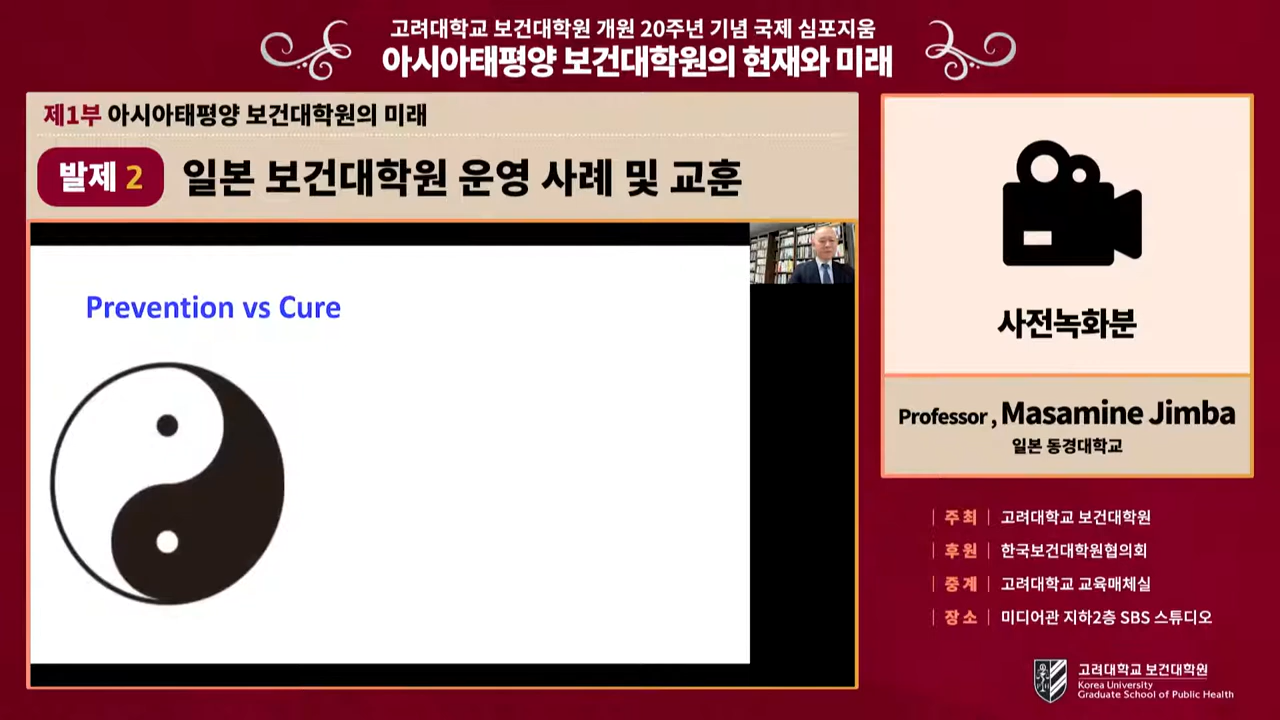 고려대학교 보건대학원 개원 20주년 기념 국제 심포지움
아시아태평양 보건대학원의 현재와 미래
제1부 아시아태평양 보건대학원의 미래
발제 2 일본 보건대학원 운영 사례 및 교훈
Prevention vs Cure
사전녹화분
Professor , Masamine Jimba
일본 동경대학교
주 최 고려대학교 보건대학원
후 원 한국보건대학원협의회
중 계 고려대학교 교육매체실
장 소 미디어관 지하2층 SBS 스튜디오
고려대학교 보건대학원
Korea University
Graduate School of Public Health